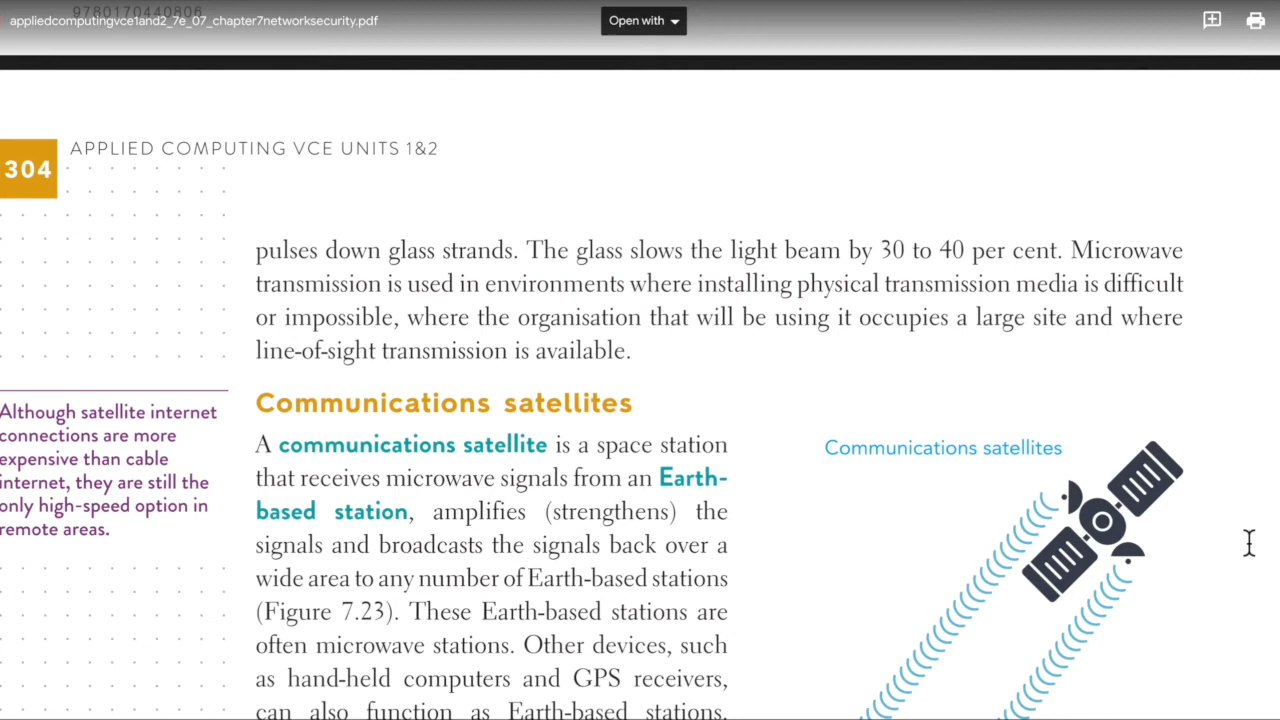 9780170440806
appliedcomputingvce1and2_7e_07_chapter7networksecurity.pdf
Open with
304
APPLIED COMPUTING VCE UNITS 1&2
pulses down glass strands. The glass slows the light beam by 30 to 40 per cent. Microwave
transmission is used in environments where installing physical transmission media is difficult
or impossible, where the organisation that will be using it occupies a large site and where
line-of-sight transmission is available.
Although satellite internet
connections are more
expensive than cable
internet, they are still the
only high-speed option in
remote areas.
Communications satellites
A communications satellite is a space station
that receives microwave signals from an Earth-
based station, amplifies (strengthens) the
signals and broadcasts the signals back over a
wide area to any number of Earth-based stations
(Figure 7.23). These Earth-based stations are
often microwave stations. Other devices, such
as hand-held computers and GPS receivers,
can also function as Earth-based stations.
Communications satellites